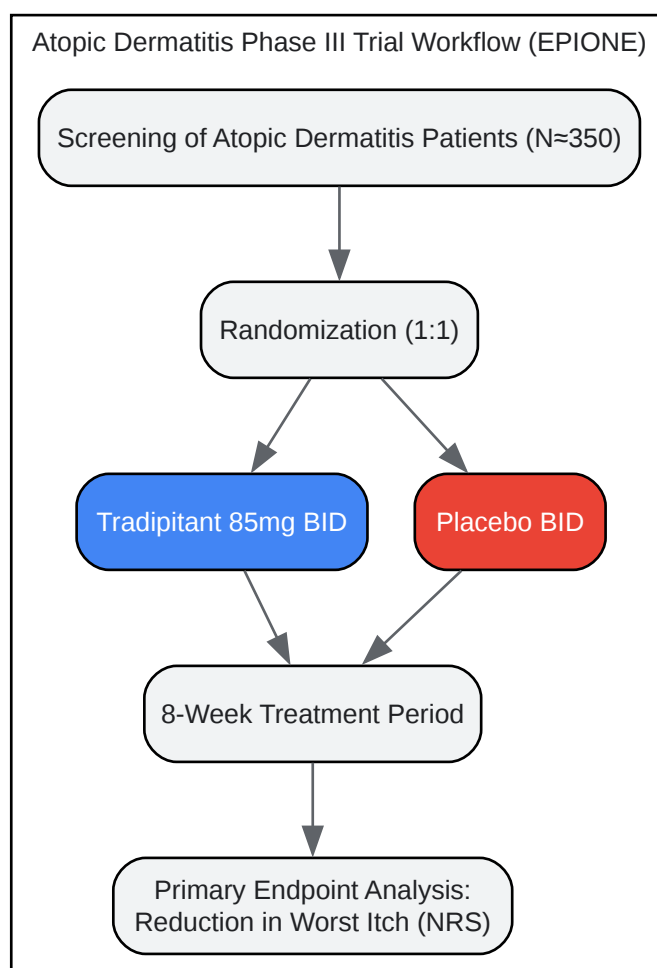 Atopic Dermatitis Phase III Trial Workflow (EPIONE)
Screening of Atopic Dermatitis Patients (N≈350)
Randomization (1:1)
Tradipitant 85mg BID
Placebo BID
8-Week Treatment Period
Primary Endpoint Analysis:
Reduction in Worst Itch (NRS)